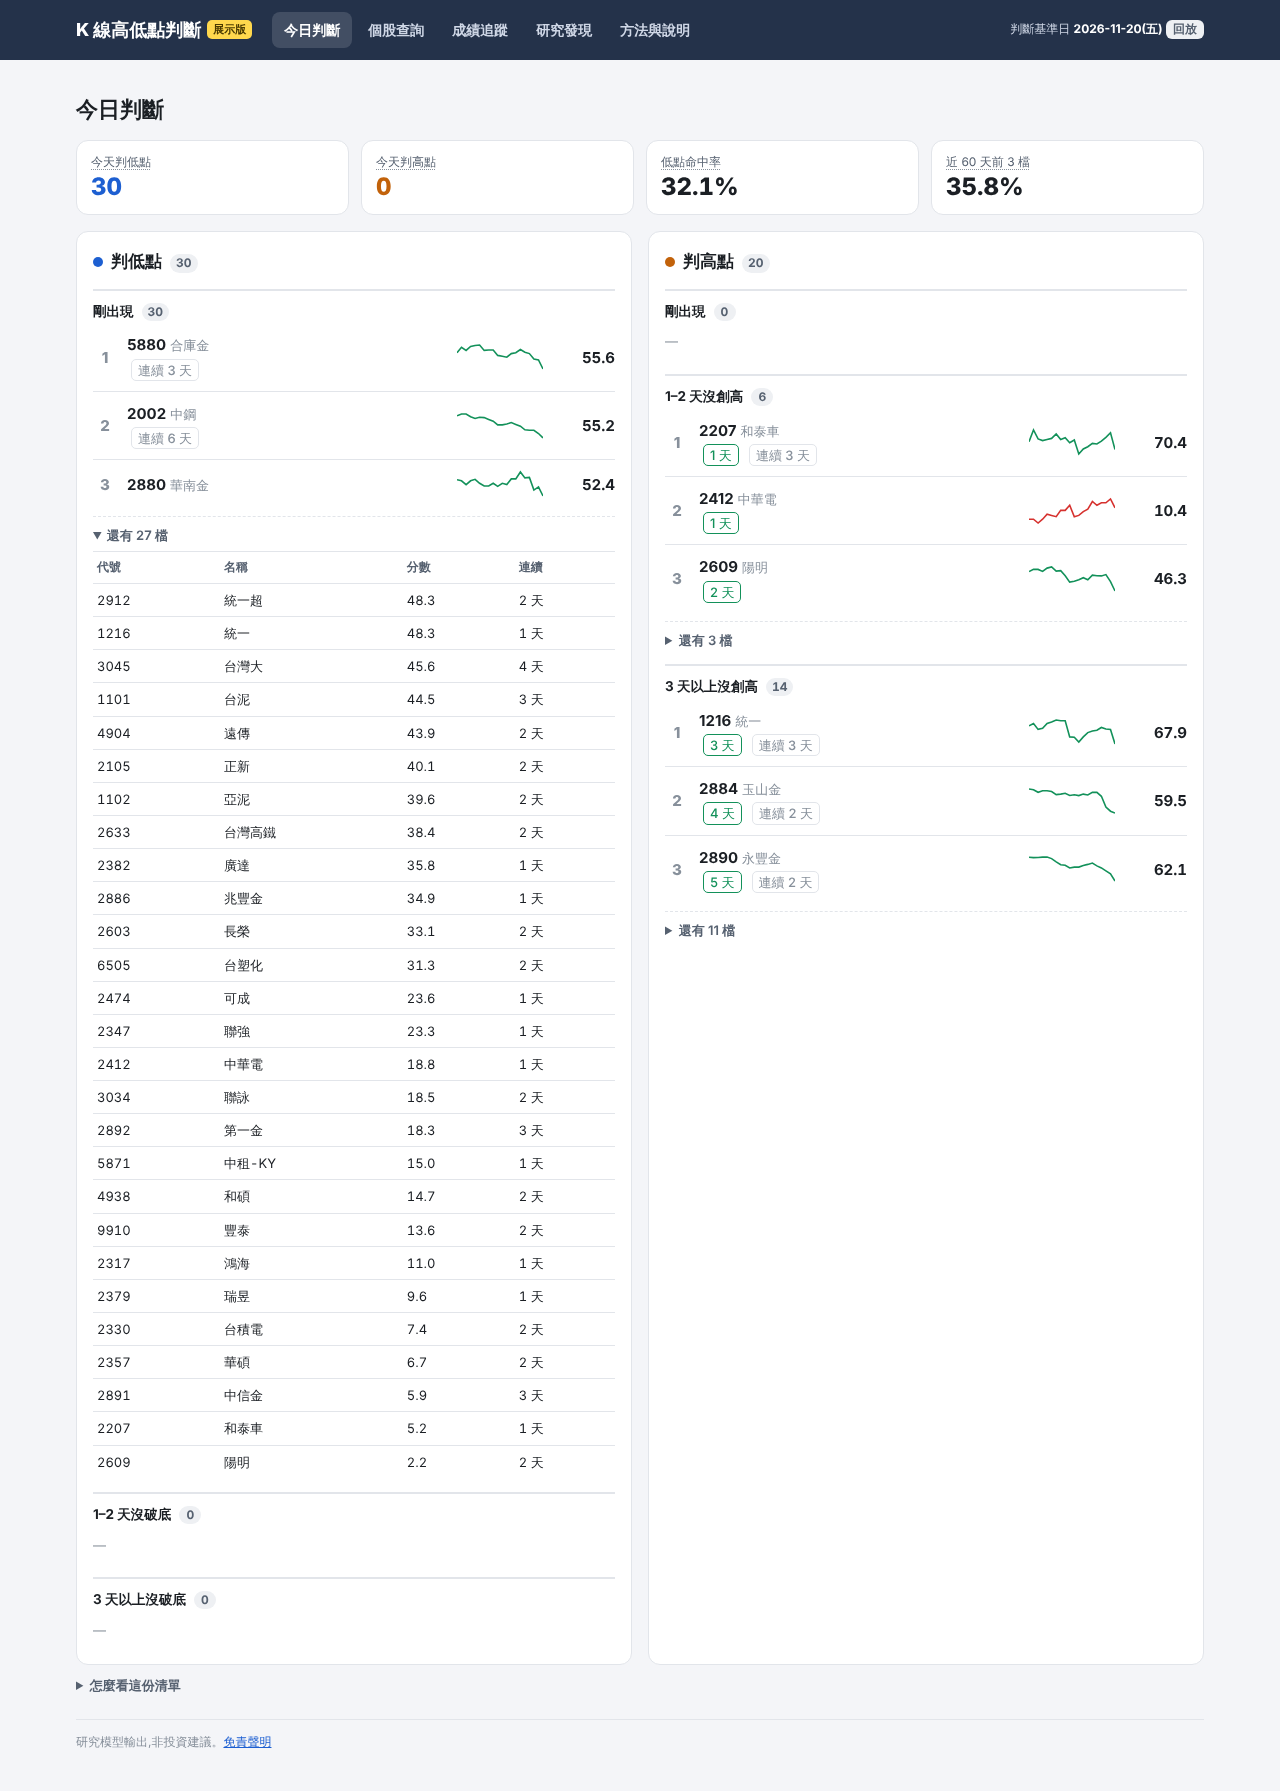 K 線高低點判斷 展示版 今日判斷 個股查詢 成績追蹤 研究發現 方法與說明 判斷基準日 2026-11-20(五) 回放
今日判斷
今天判低點
30
今天判高點
0
低點命中率
32.1%
近 60 天前 3 檔
35.8%
判低點 30
剛出現 30
1 5880 合庫金 55.6
連續 3 天
2 2002 中鋼 55.2
連續 6 天
3 2880 華南金 52.4
▼ 還有 27 檔
代號 名稱 分數 連續
2912 統一超 48.3 2 天
1216 統一 48.3 1 天
3045 台灣大 45.6 4 天
1101 台泥 44.5 3 天
4904 遠傳 43.9 2 天
2105 正新 40.1 2 天
1102 亞泥 39.6 2 天
2633 台灣高鐵 38.4 2 天
2382 廣達 35.8 1 天
2886 兆豐金 34.9 1 天
2603 長榮 33.1 2 天
6505 台塑化 31.3 2 天
2474 可成 23.6 1 天
2347 聯強 23.3 1 天
2412 中華電 18.8 1 天
3034 聯詠 18.5 2 天
2892 第一金 18.3 3 天
5871 中租-KY 15.0 1 天
4938 和碩 14.7 2 天
9910 豐泰 13.6 2 天
2317 鴻海 11.0 1 天
2379 瑞昱 9.6 1 天
2330 台積電 7.4 2 天
2357 華碩 6.7 2 天
2891 中信金 5.9 3 天
2207 和泰車 5.2 1 天
2609 陽明 2.2 2 天
1–2 天沒破底 0
—
3 天以上沒破底 0
—
判高點 20
剛出現 0
—
1–2 天沒創高 6
1 2207 和泰車 70.4
1 天 連續 3 天
2 2412 中華電 10.4
1 天
3 2609 陽明 46.3
2 天
▶ 還有 3 檔
3 天以上沒創高 14
1 1216 統一 67.9
3 天 連續 3 天
2 2884 玉山金 59.5
4 天 連續 2 天
3 2890 永豐金 62.1
5 天 連續 2 天
▶ 還有 11 檔
▶ 怎麼看這份清單
研究模型輸出,非投資建議。免責聲明